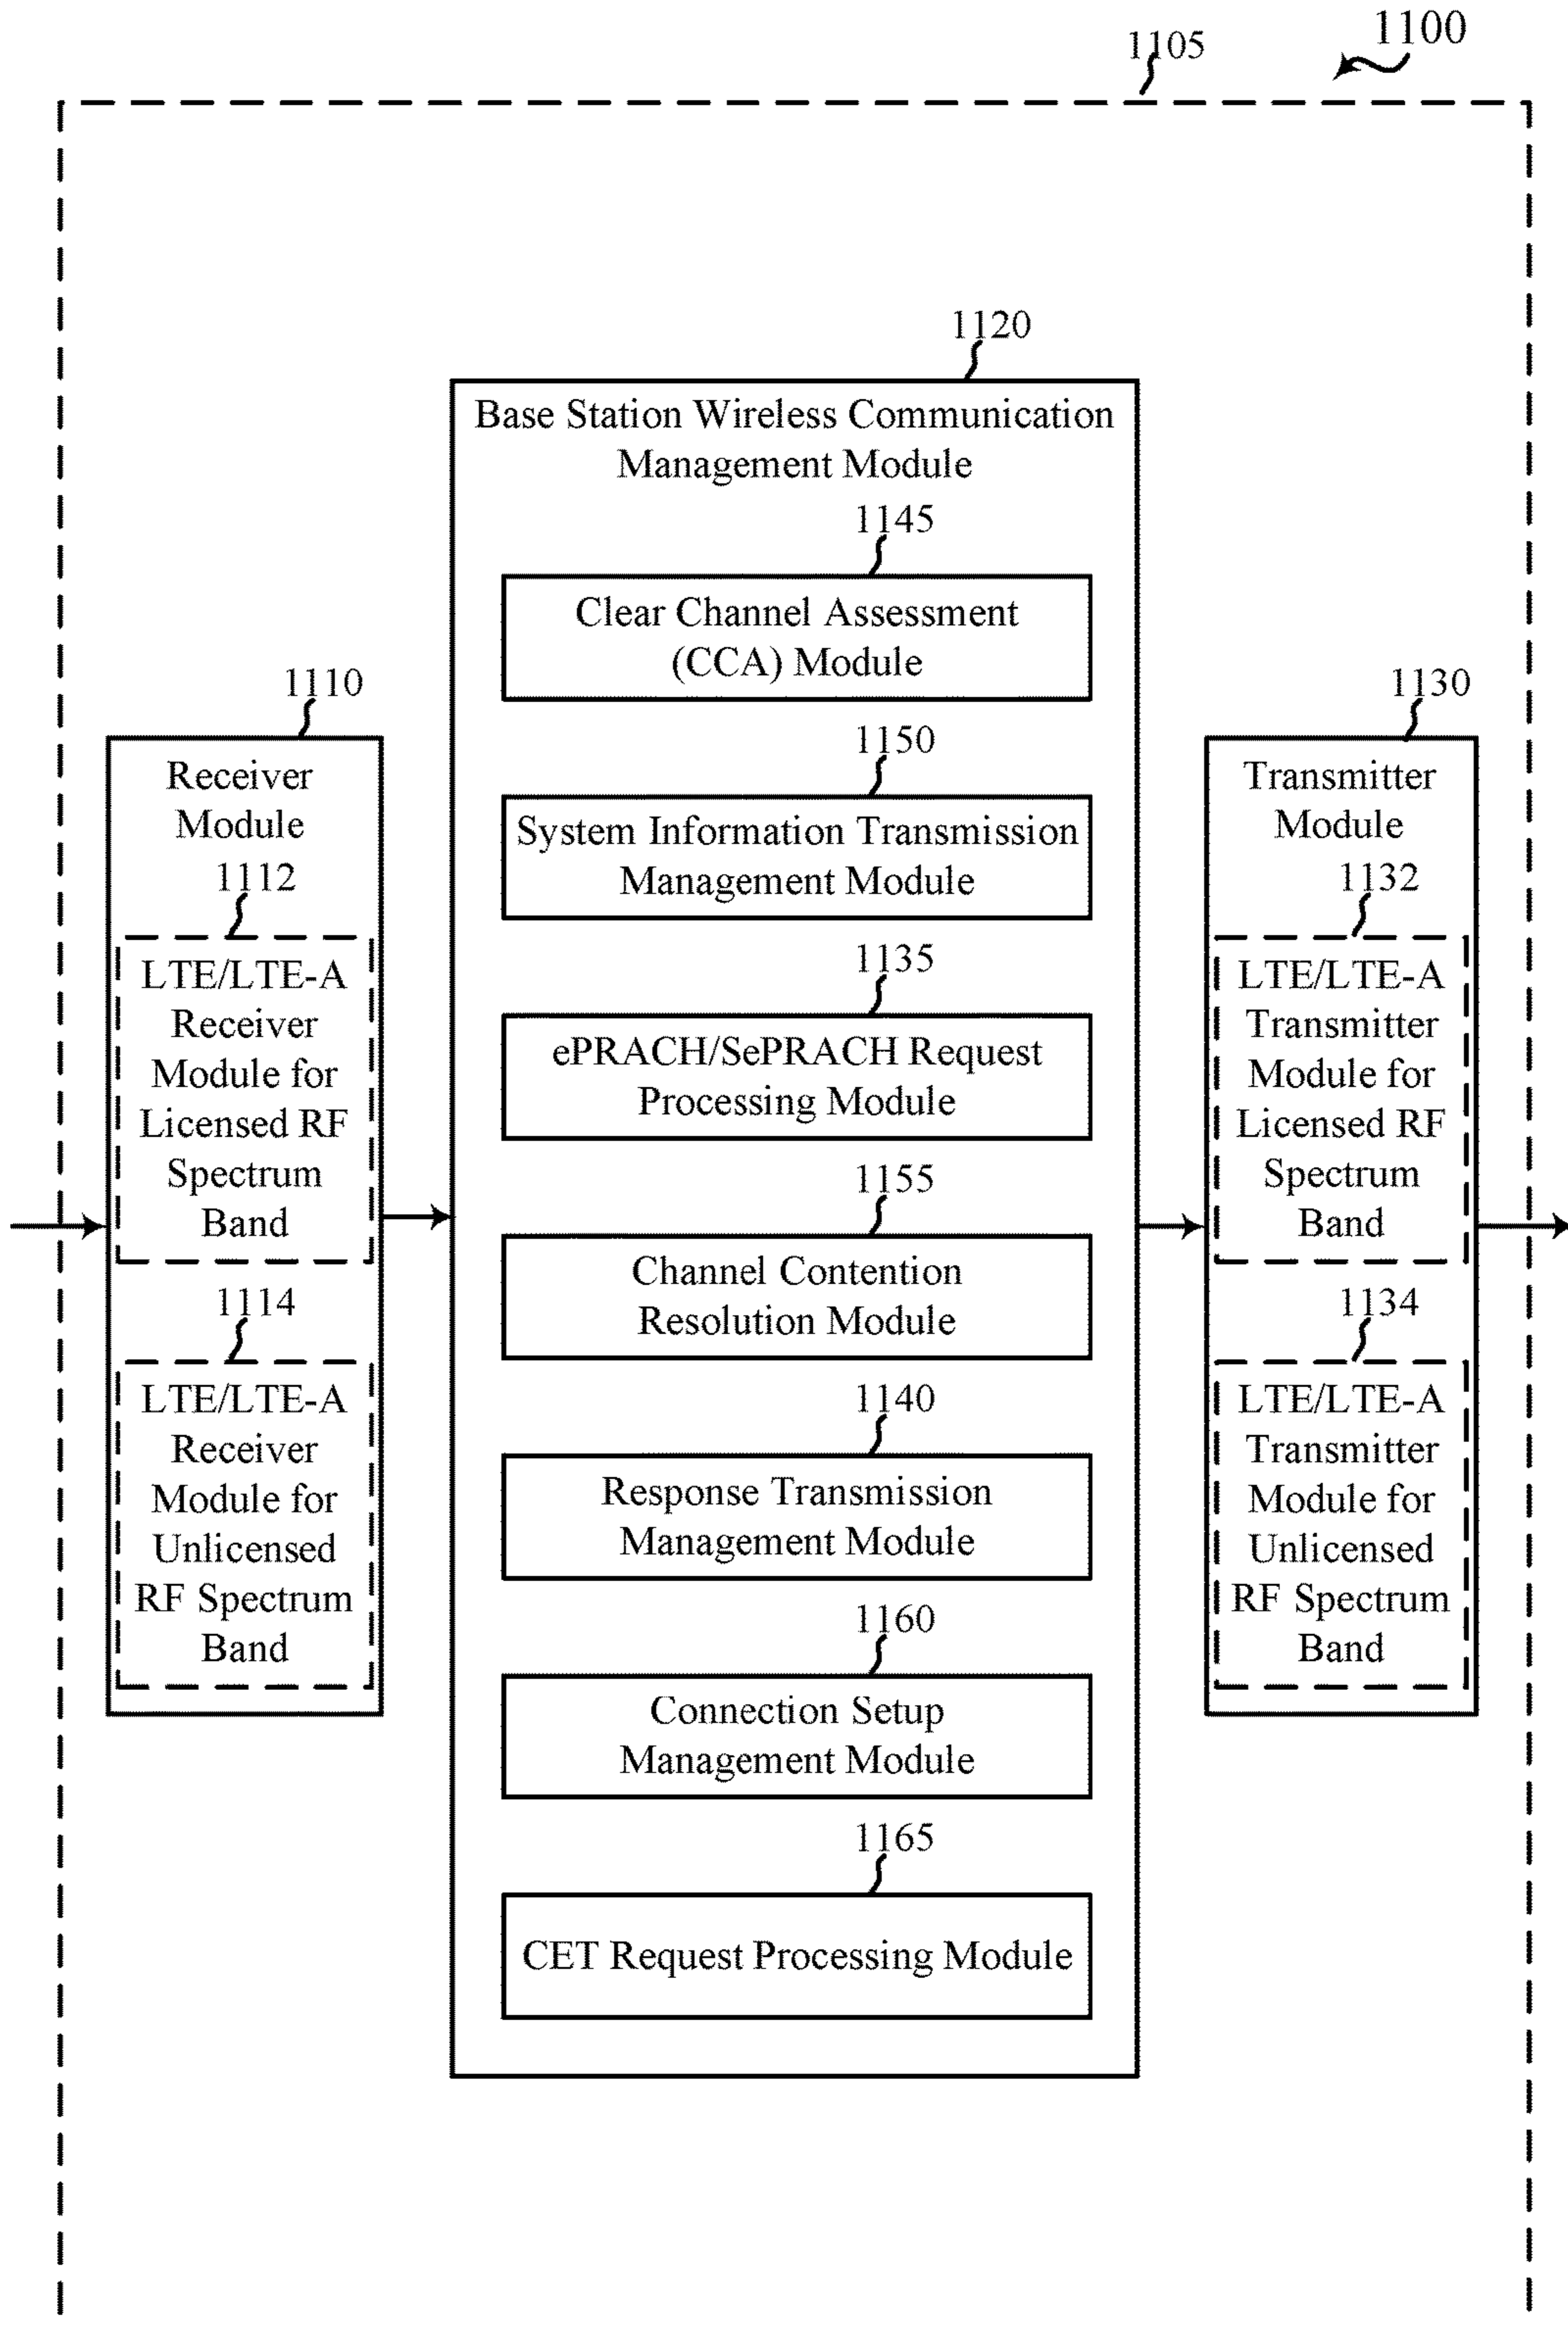 1100
1105
1120
Base Station Wireless Communication
Management Module
1145
Clear Channel Assessment
(CCA) Module
1150
System Information Transmission
Management Module
1135
ePRACH/SePRACH Request
Processing Module
1155
Channel Contention
Resolution Module
1140
Response Transmission
Management Module
1160
Connection Setup
Management Module
1165
CET Request Processing Module
1110
Receiver
Module
1112
LTE/LTE-A
Receiver
Module for
Licensed RF
Spectrum
Band
1114
LTE/LTE-A
Receiver
Module for
Unlicensed
RF Spectrum
Band
1130
Transmitter
Module
1132
LTE/LTE-A
Transmitter
Module for
Licensed RF
Spectrum
Band
1134
LTE/LTE-A
Transmitter
Module for
Unlicensed
RF Spectrum
Band